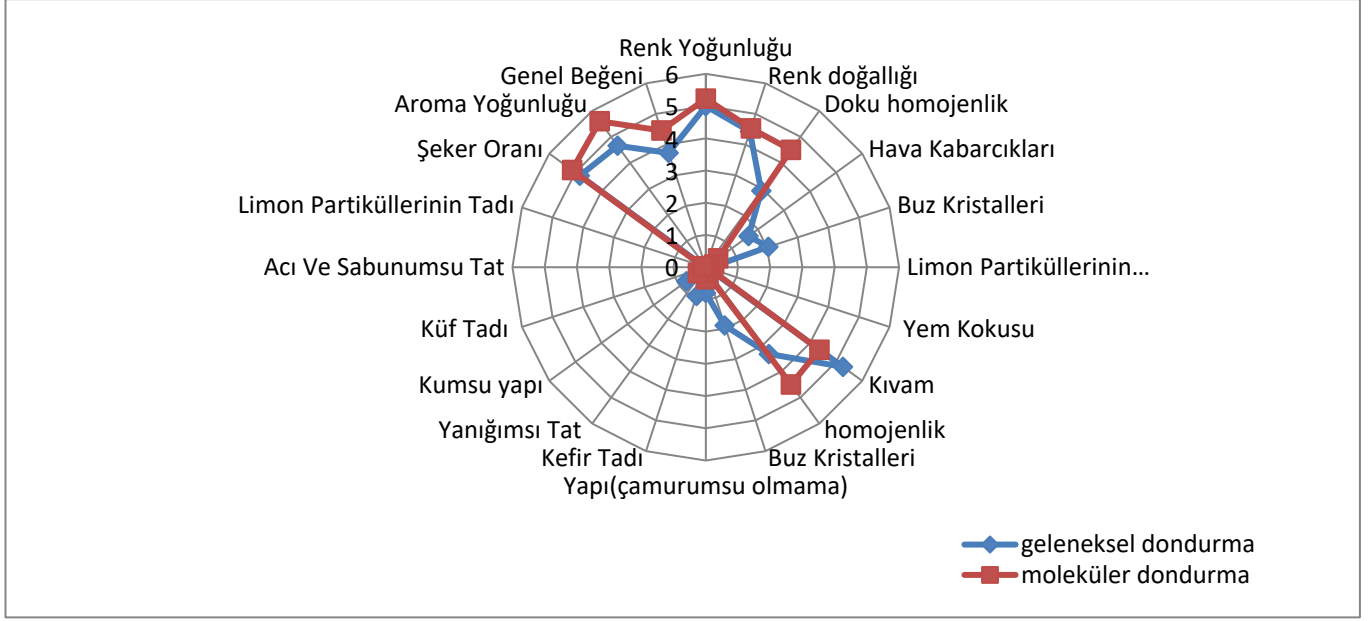 Renk Yoğunluğu
Renk doğallığı
Doku homojenlik
Hava Kabarcıkları
Buz Kristalleri
Limon Partiküllerinin...
Yem Kokusu
Kıvam
homojenlik
Buz Kristalleri
Yapı(çamurumsu olmama)
Kefir Tadı
Yanığımsı Tat
Kumsu yapı
Küf Tadı
Acı Ve Sabunumsu Tat
Limon Partiküllerinin Tadı
Şeker Oranı
Aroma Yoğunluğu
Genel Beğeni
6
5
4
3
2
1
0
geleneksel dondurma
moleküler dondurma